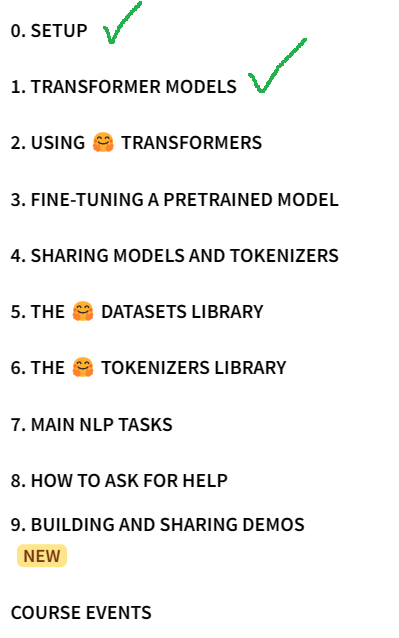 0. SETUP
1. TRANSFORMER MODELS
2. USING 🤗 TRANSFORMERS
3. FINE-TUNING A PRETRAINED MODEL
4. SHARING MODELS AND TOKENIZERS
5. THE 🤗 DATASETS LIBRARY
6. THE 🤗 TOKENIZERS LIBRARY
7. MAIN NLP TASKS
8. HOW TO ASK FOR HELP
9. BUILDING AND SHARING DEMOS
NEW
COURSE EVENTS